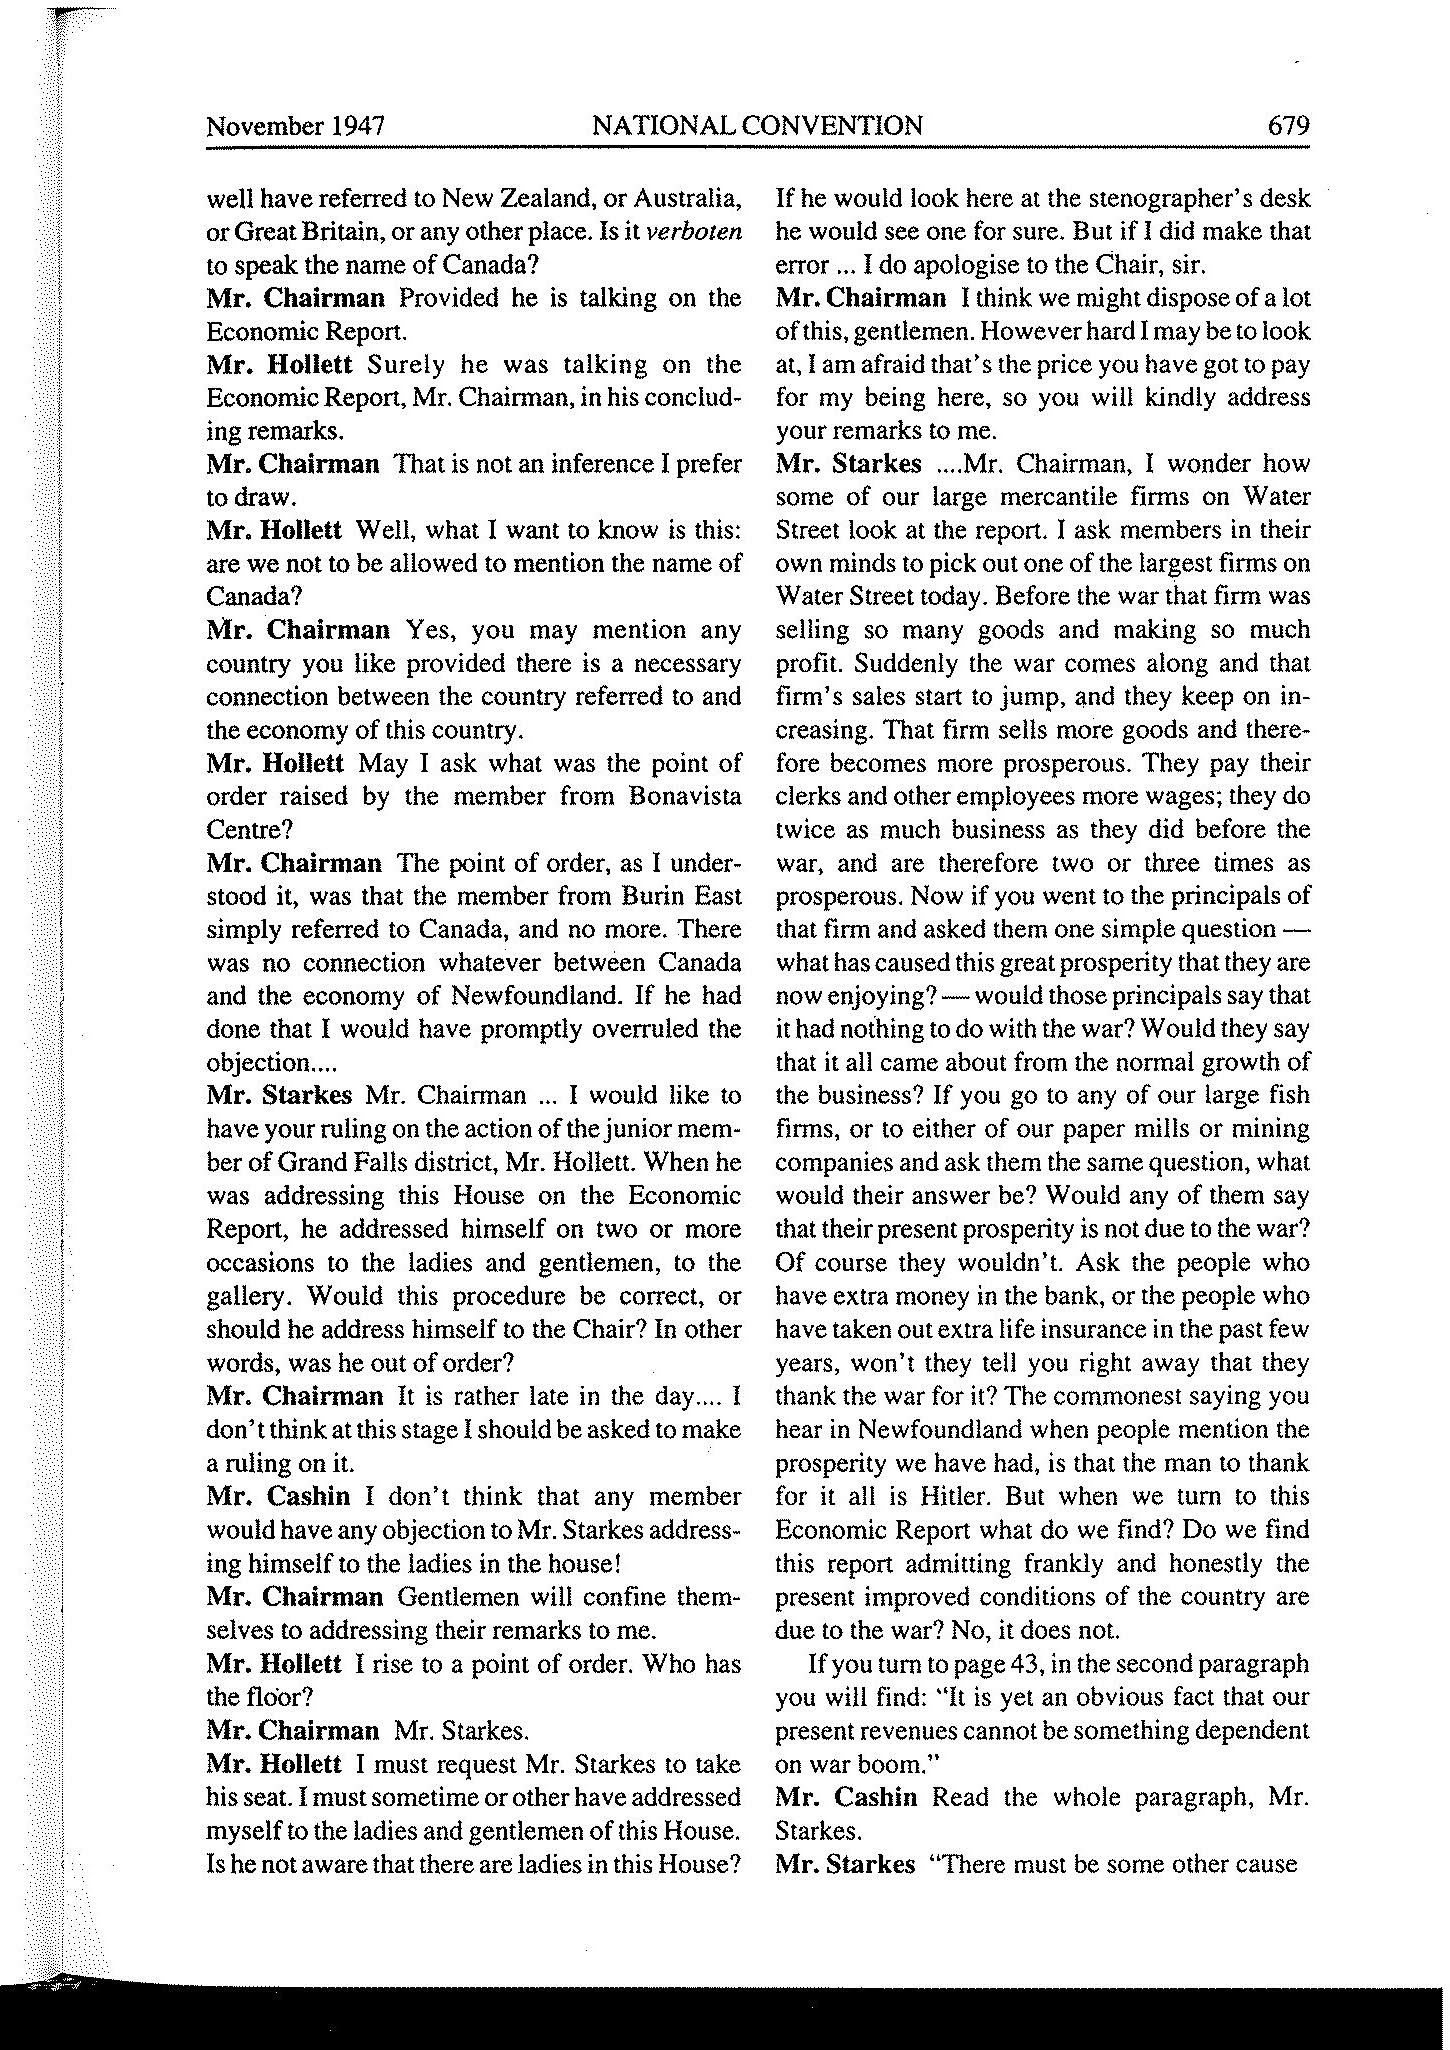 November 1947 NATIONAL CONVENTION 679
well have referred to New Zealand, or Australia,
or Great Britain, or any other place. Is it verboten
to speak the name of Canada?
Mr. Chairman Provided he is talking on the
Economic Report.
Mr. Hollett Surely he was talking on the
Economic Report, Mr. Chairman, in his conclud-
ing remarks.
Mr. Chairman That is not an inference I prefer
to draw.
Mr. Hollett Well, what I want to know is this:
are we not to be allowed to mention the name of
Canada?
Mr. Chairman Yes, you may mention any
country you like provided there is a necessary
connection between the country referred to and
the economy of this country.
Mr. Hollett May I ask what was the point of
order raised by the member from Bonavista
Centre?
Mr. Chairman The point of order, as I under-
stood it, was that the member from Burin East
simply referred to Canada, and no more. There
was no connection whatever between Canada
and the economy of Newfoundland. If he had
done that I would have promptly overruled the
objection....
Mr. Starkes Mr. Chairman ... I would like to
have your ruling on the action of the junior mem-
ber of Grand Falls district, Mr. Hollett. When he
was addressing this House on the Economic
Report, he addressed himself on two or more
occasions to the ladies and gentlemen, to the
gallery. Would this procedure be correct, or
should he address himself to the Chair? In other
words, was he out of order?
Mr. Chairman It is rather late in the day.... I
don't think at this stage I should be asked to make
a ruling on it.
Mr. Cashin I don't think that any member
would have any objection to Mr. Starkes address-
ing himself to the ladies in the house!
Mr. Chairman Gentlemen will confine them-
selves to addressing their remarks to me.
Mr. Hollett I rise to a point of order. Who has
the floor?
Mr. Chairman Mr. Starkes.
Mr. Hollett I must request Mr. Starkes to take
his seat. I must sometime or other have addressed
myself to the ladies and gentlemen of this House.
Is he not aware that there are ladies in this House?
If he would look here at the stenographer's desk
he would see one for sure. But if I did make that
error ... I do apologise to the Chair, sir.
Mr. Chairman I think we might dispose of a lot
of this, gentlemen. However hard I may be to look
at, I am afraid that's the price you have got to pay
for my being here, so you will kindly address
your remarks to me.
Mr. Starkes ....Mr. Chairman, I wonder how
some of our large mercantile firms on Water
Street look at the report. I ask members in their
own minds to pick out one of the largest firms on
Water Street today. Before the war that firm was
selling so many goods and making so much
profit. Suddenly the war comes along and that
firm's sales start to jump, and they keep on in-
creasing. That firm sells more goods and there-
fore becomes more prosperous. They pay their
clerks and other employees more wages; they do
twice as much business as they did before the
war, and are therefore two or three times as
prosperous. Now if you went to the principals of
that firm and asked them one simple question —
what has caused this great prosperity that they are
now enjoying? — would those principals say that
it had nothing to do with the war? Would they say
that it all came about from the normal growth of
the business? If you go to any of our large fish
firms, or to either of our paper mills or mining
companies and ask them the same question, what
would their answer be? Would any of them say
that their present prosperity is not due to the war?
Of course they wouldn't. Ask the people who
have extra money in the bank, or the people who
have taken out extra life insurance in the past few
years, won't they tell you right away that they
thank the war for it? The commonest saying you
hear in Newfoundland when people mention the
prosperity we have had, is that the man to thank
for it all is Hitler. But when we turn to this
Economic Report what do we find? Do we find
this report admitting frankly and honestly the
present improved conditions of the country are
due to the war? No, it does not.
If you turn to page 43, in the second paragraph
you will find: "It is yet an obvious fact that our
present revenues cannot be something dependent
on war boom."
Mr. Cashin Read the whole paragraph, Mr.
Starkes.
Mr. Starkes "There must be some other cause